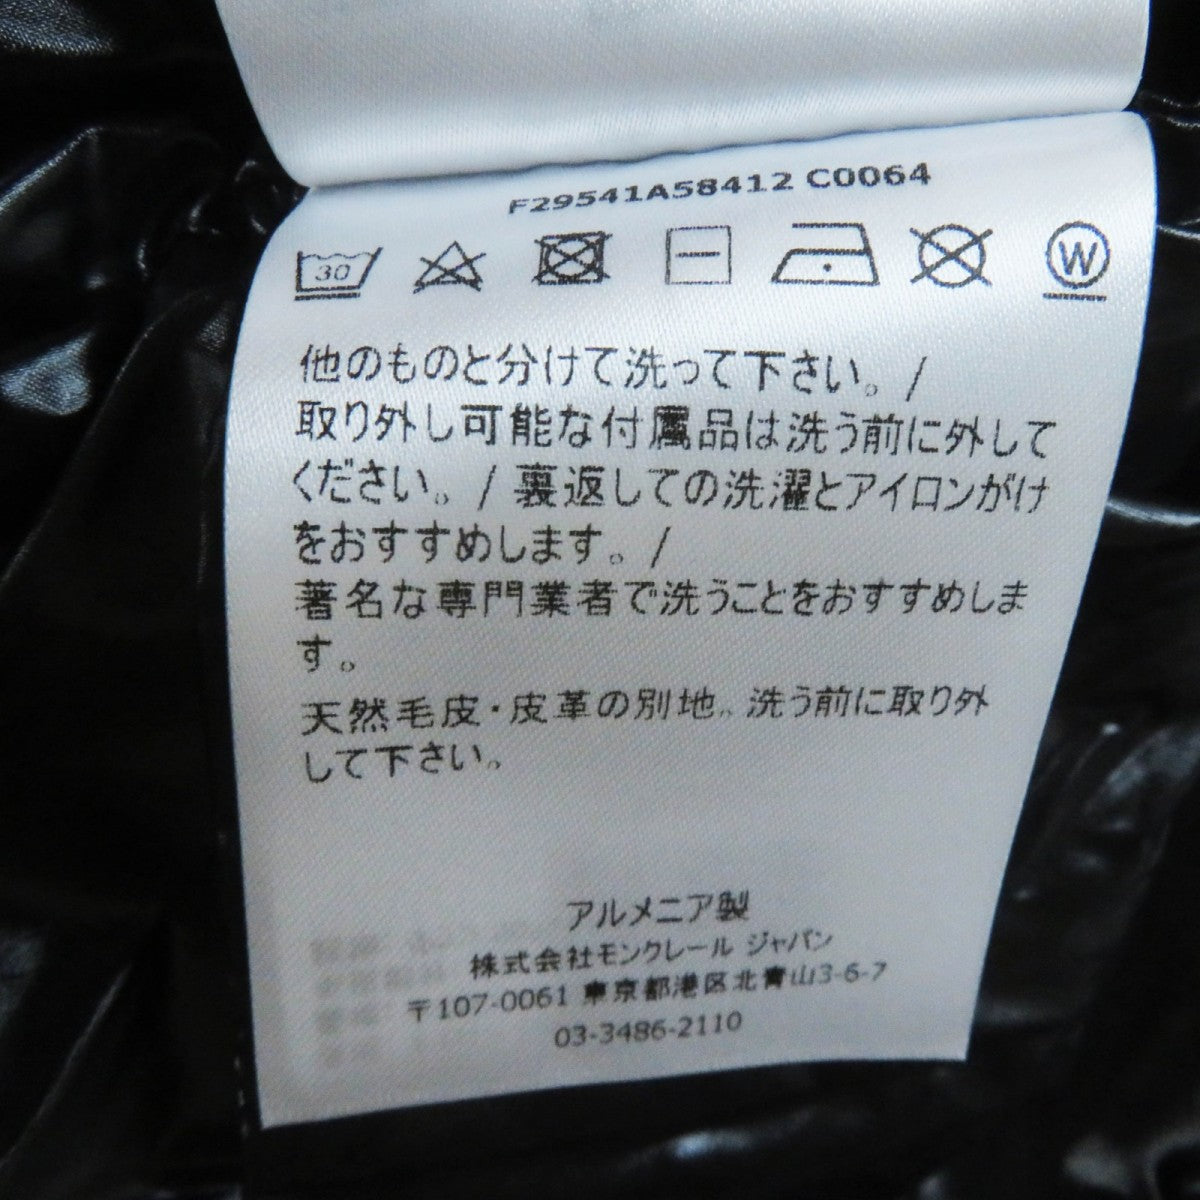 F29541A58412 C0064
30
W
他のものと分けて洗って下さい。/
取り外し可能な付属品は洗う前に外して
ください。/ 裏返しての洗濯とアイロンがけ
をおすすめします。/
著名な専門業者で洗うことをおすすめしま
す。
天然毛皮・皮革の別地。洗う前に取り外
して下さい。
アルメニア製
株式会社モンクレール ジャパン
〒107-0061 東京都港区北青山3-6-7
03-3486-2110